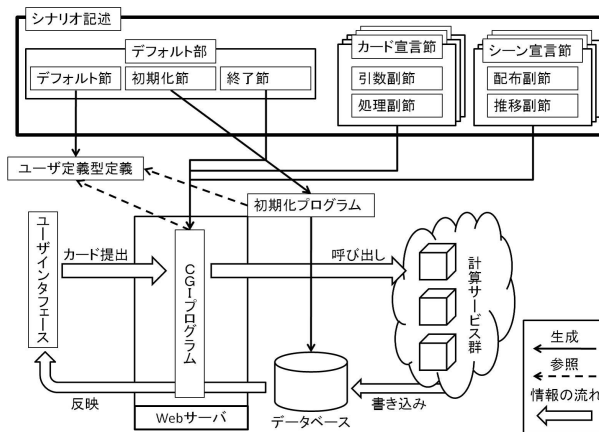 シナリオ記述
デフォルト部
デフォルト節
初期化節
終了節
カード宣言節
引数副節
処理副節
シーン宣言節
配布副節
推移副節
ユーザ定義型定義
初期化プログラム
ユーザインタフェース
カード提出
CGIプログラム
呼び出し
計算サービス群
反映
Webサーバ
データベース
書き込み
生成
参照
情報の流れ